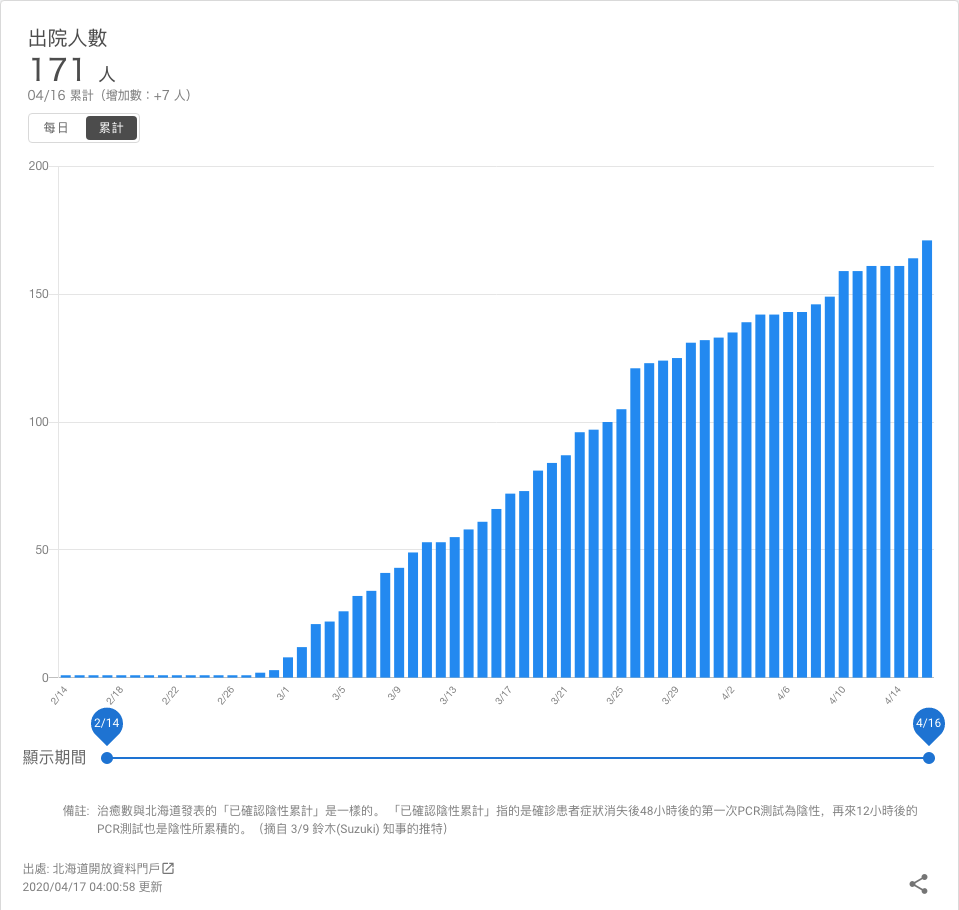 出院人數
171 人
04/16 累計（增加數：+7 人）
每日 累計
200
150
100
50
0
2/14 2/18 2/22 2/26 3/1 3/5 3/9 3/13 3/17 3/21 3/25 3/29 4/2 4/6 4/10 4/14
2/14 4/16
顯示期間
備註: 治癒數與北海道發表的「已確認陰性累計」是一樣的。 「已確認陰性累計」指的是確診患者症狀消失後48小時後的第一次PCR測試為陰性，再來12小時後的
PCR測試也是陰性所累積的。（摘自 3/9 鈴木(Suzuki) 知事的推特）
出處: 北海道開放資料門戶
2020/04/17 04:00:58 更新